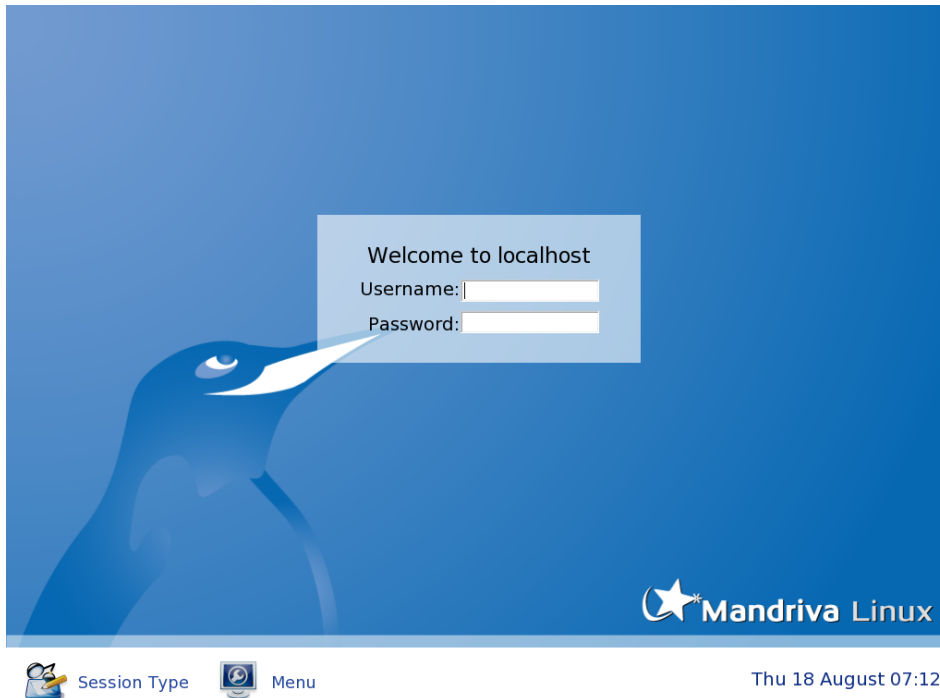 Welcome to localhost
Username:
Password:
Mandriva Linux
Session Type
Menu
Thu 18 August 07:12